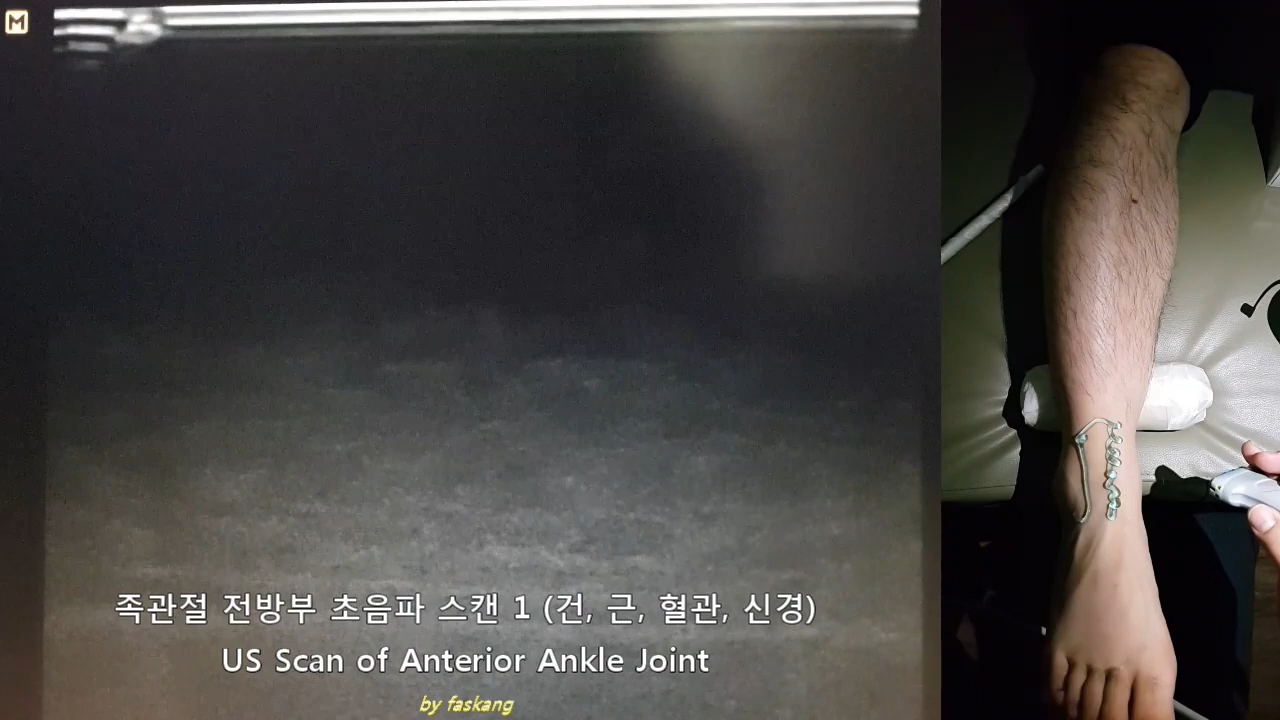 M
족관절 전방부 초음파 스캔 1 (건, 근, 혈관, 신경)
US Scan of Anterior Ankle Joint
by faskang